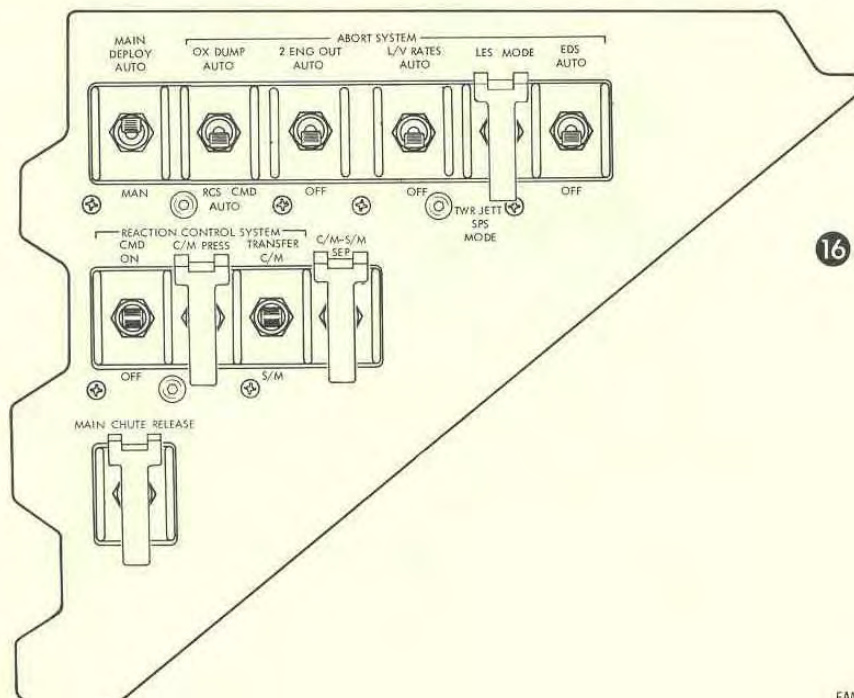 ABORT SYSTEM
MAIN
DEPLOY
AUTO
OX DUMP
AUTO
2 ENG OUT
AUTO
L/V RATES
AUTO
LES MODE
EDS
AUTO
MAN
RCS CMD
AUTO
OFF
OFF
TWR JETT
SPS
MODE
OFF
REACTION CONTROL SYSTEM
CMD
ON
C/M PRESS
TRANSFER
C/M
C/M-S/M
SEP
OFF
S/M
MAIN CHUTE RELEASE
16